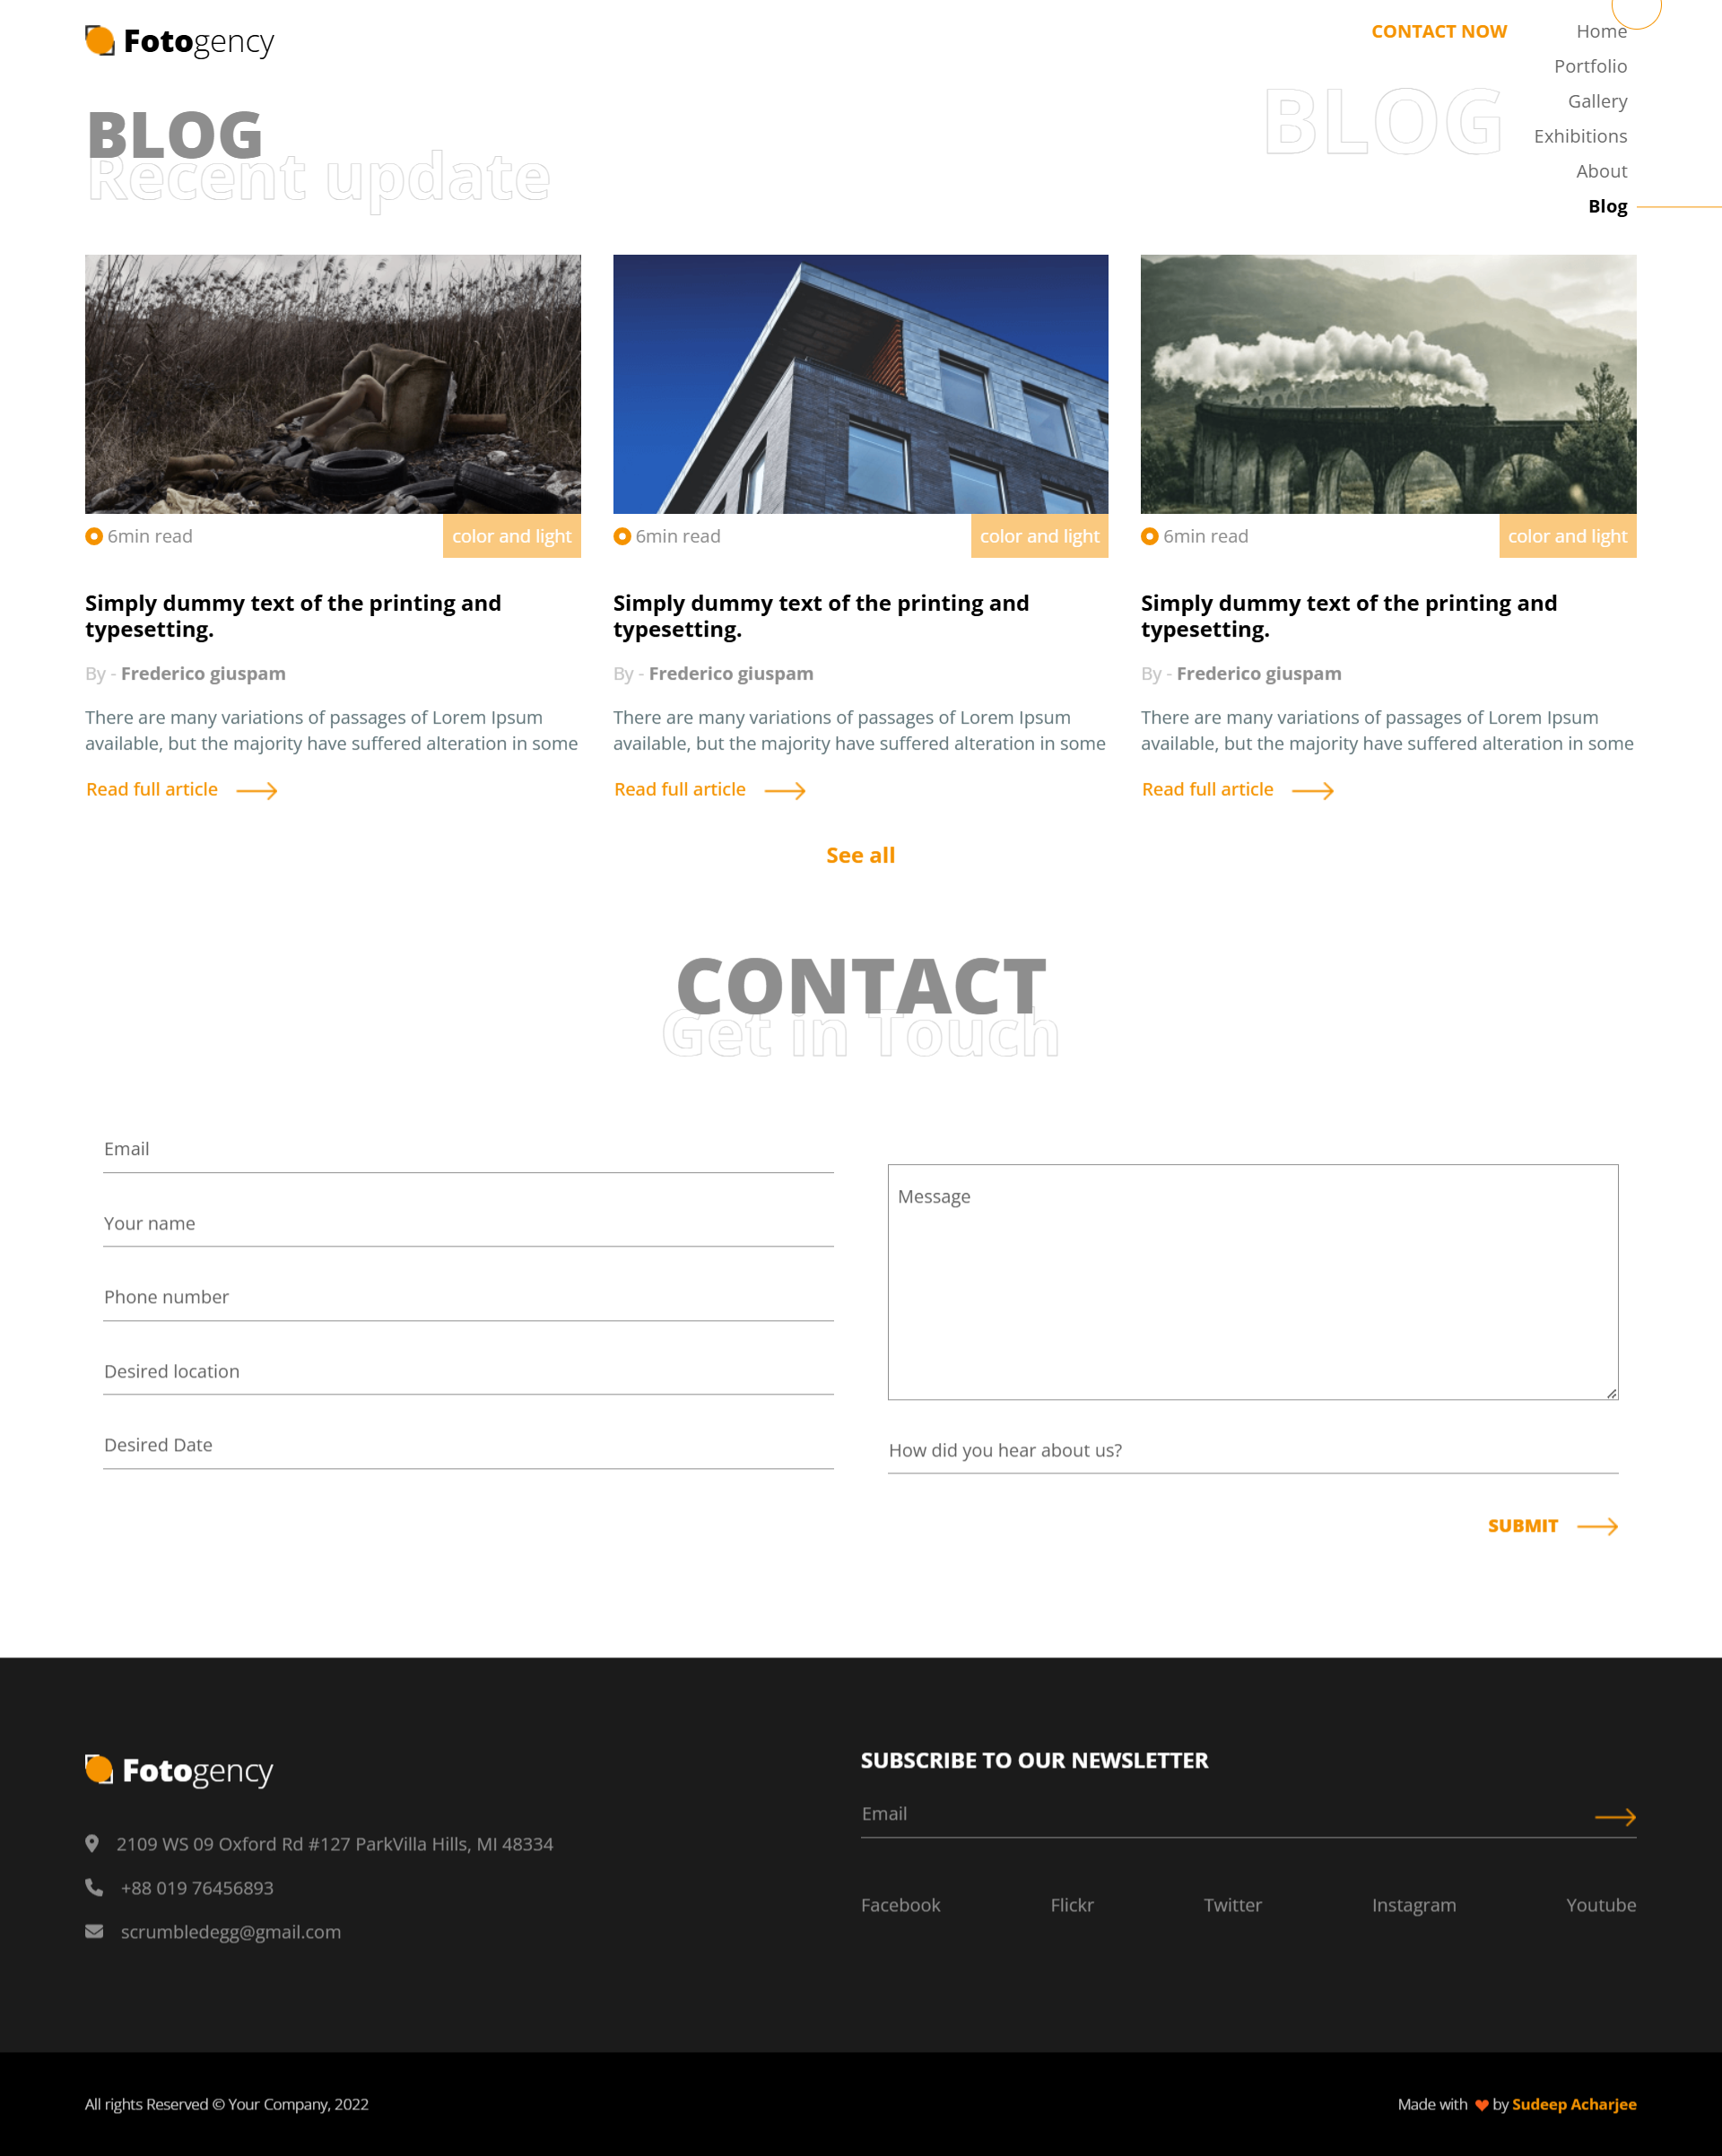 Fotogency
CONTACT NOW
Home
Portfolio
Gallery
Exhibitions
About
Blog
BLOG
BLOG
Recent update
6min read
color and light
Simply dummy text of the printing and
typesetting.
By - Frederico giuspam
There are many variations of passages of Lorem Ipsum
available, but the majority have suffered alteration in some
Read full article
6min read
color and light
Simply dummy text of the printing and
typesetting.
By - Frederico giuspam
There are many variations of passages of Lorem Ipsum
available, but the majority have suffered alteration in some
Read full article
6min read
color and light
Simply dummy text of the printing and
typesetting.
By - Frederico giuspam
There are many variations of passages of Lorem Ipsum
available, but the majority have suffered alteration in some
Read full article
See all
CONTACT
Get in Touch
Email
Your name
Phone number
Desired location
Desired Date
Message
How did you hear about us?
SUBMIT
Fotogency
2109 WS 09 Oxford Rd #127 ParkVilla Hills, MI 48334
+88 019 76456893
scrumbledegg@gmail.com
SUBSCRIBE TO OUR NEWSLETTER
Email
Facebook
Flickr
Twitter
Instagram
Youtube
All rights Reserved © Your Company, 2022
Made with ❤ by Sudeep Acharjee